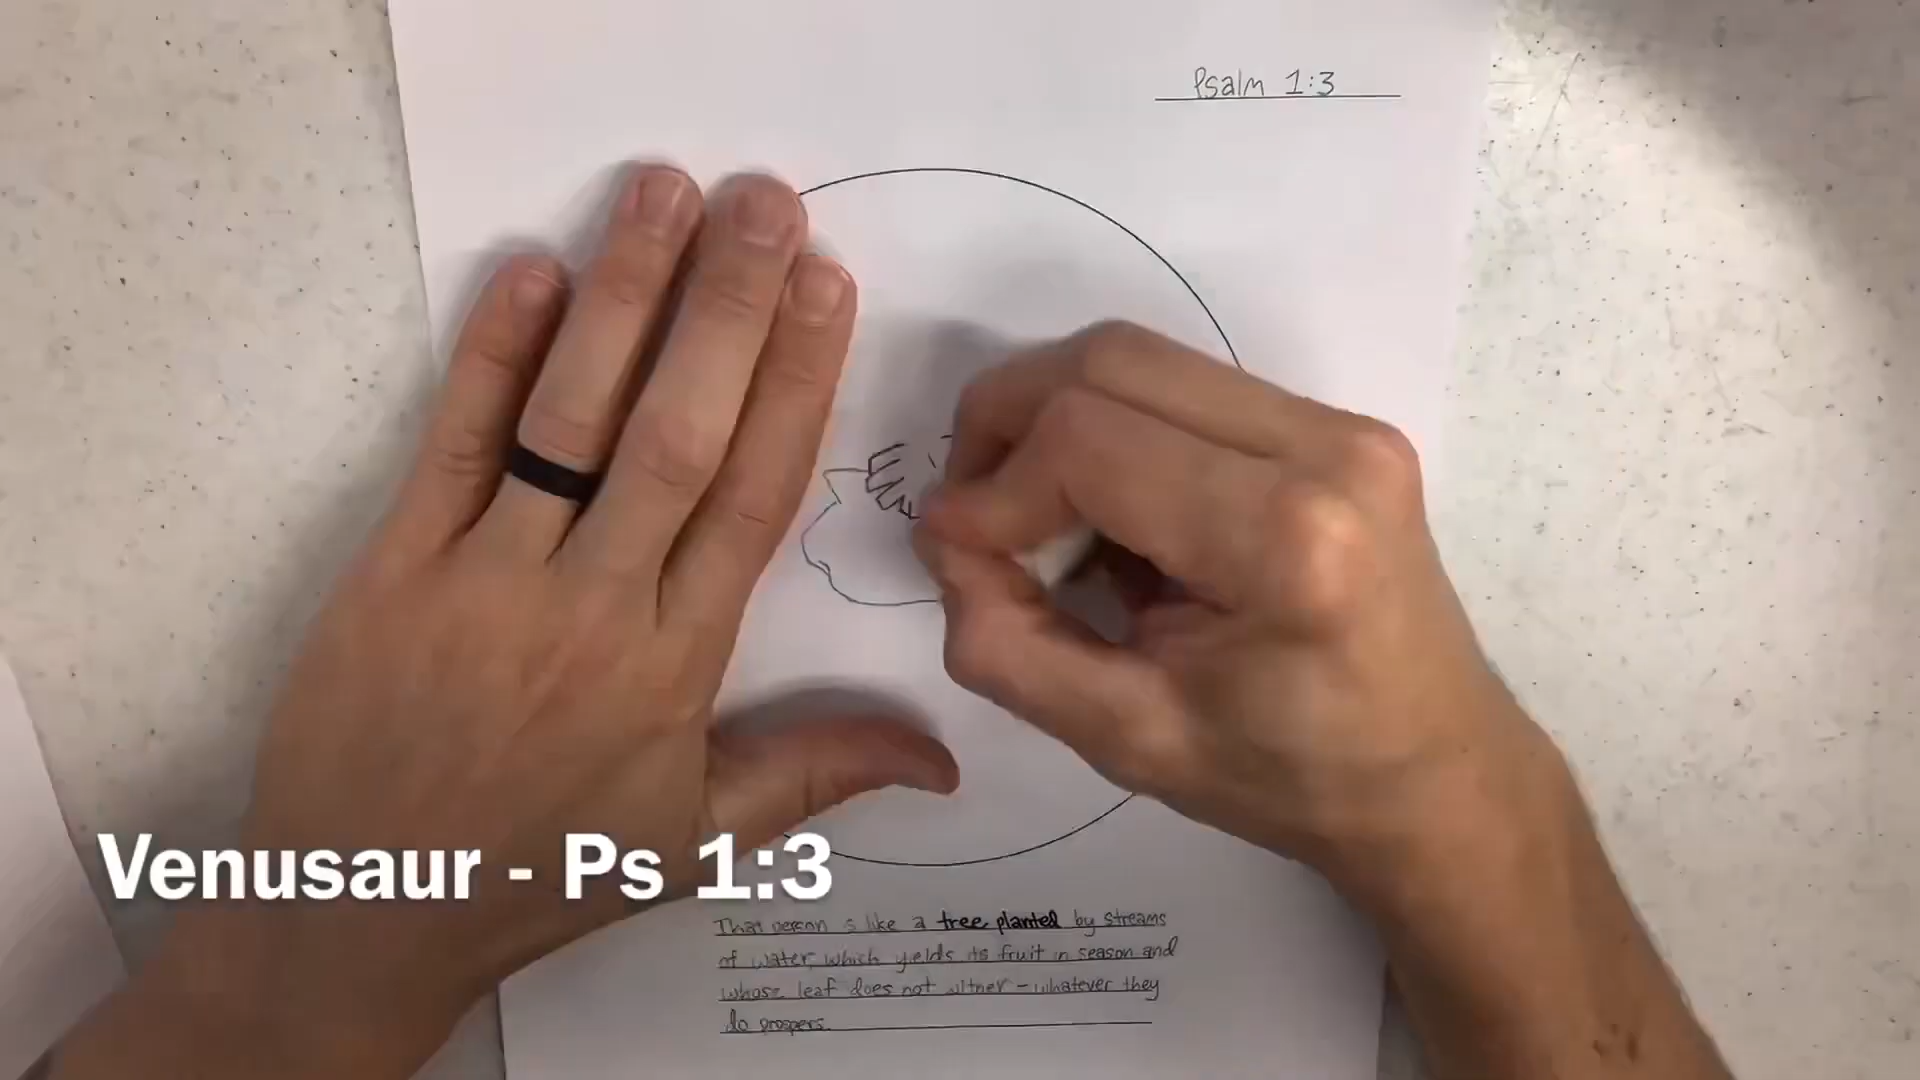 Psalm 1:3
Venusaur - Ps 1:3
That person is like a tree planted by streams
of water, which yields its fruit in season and
whose leaf does not wither - whatever they
do prospers.